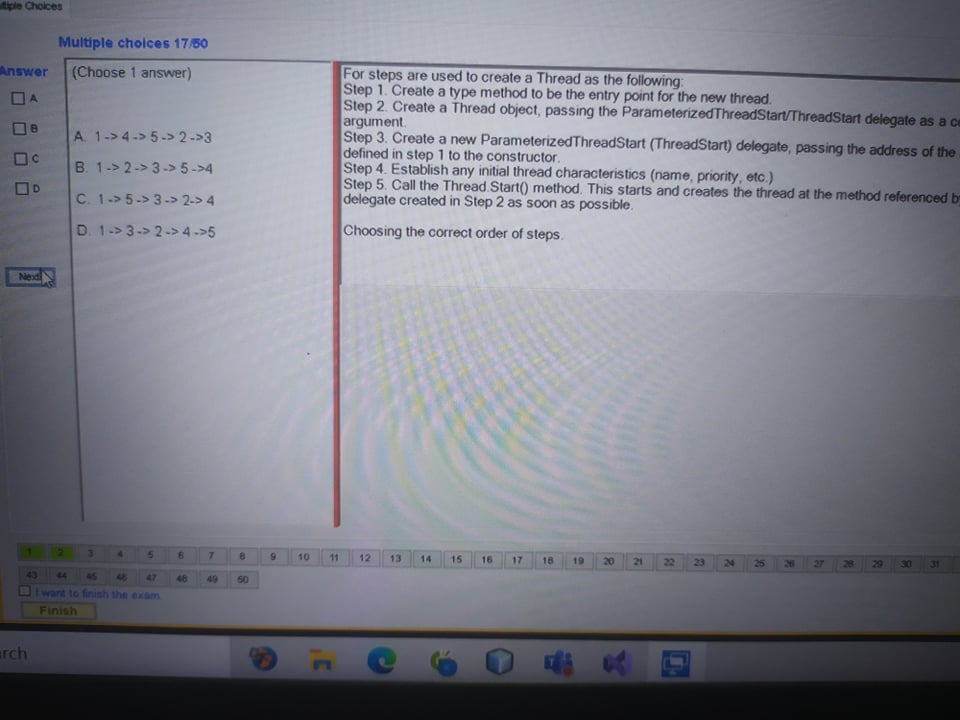 Choices
Multiple choices 17/50
Answer
(Choose 1 answer)
A
B
C
D
A. 1 -> 4 -> 5 -> 2 ->3
B. 1 -> 2 -> 3 -> 5 ->4
C. 1 -> 5 -> 3 -> 2-> 4
D. 1 -> 3 -> 2 -> 4 ->5
Next
For steps are used to create a Thread as the following:
Step 1. Create a type method to be the entry point for the new thread.
Step 2. Create a Thread object, passing the ParameterizedThreadStart/ThreadStart delegate as a
argument.
Step 3. Create a new ParameterizedThreadStart (ThreadStart) delegate, passing the address of the
defined in step 1 to the constructor.
Step 4. Establish any initial thread characteristics (name, priority, etc.)
Step 5. Call the Thread.Start() method. This starts and creates the thread at the method referenced by
delegate created in Step 2 as soon as possible.
Choosing the correct order of steps.
1 2 3 4 5 6 7 8 9 10 11 12 13 14 15 16 17 18 19 20 21 22 23 24 25 26 27 28 29 30 31
43 44 45 46 47 48 49 50
I want to finish the exam.
Finish